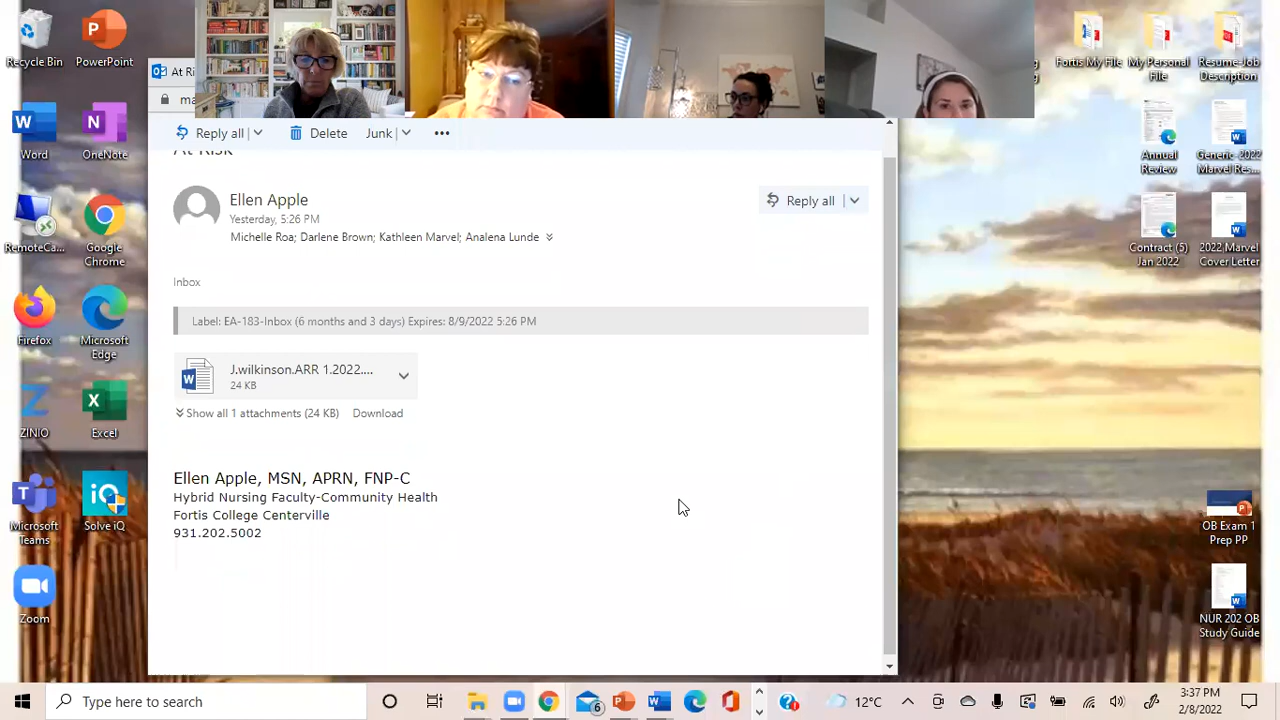 Recycle Bin
PowerPoint
Word
OneNote
RemoteCa...
Google
Chrome
Firefox
Microsoft
Edge
ZINIO
Excel
Microsoft
Teams
Solve iQ
Zoom
At Ri
ma
Reply all
Delete
Junk
At Risk
Ellen Apple
Yesterday, 5:26 PM
Michelle Roa; Darlene Brown; Kathleen Marvel; Analena Lunde
Reply all
Inbox
Label: EA-183-Inbox (6 months and 3 days) Expires: 8/9/2022 5:26 PM
J.wilkinson.ARR 1.2022....
24 KB
Show all 1 attachments (24 KB) Download
Ellen Apple, MSN, APRN, FNP-C
Hybrid Nursing Faculty-Community Health
Fortis College Centerville
931.202.5002
Fortis My File
My Personal
File
Resume-Job
Description
Annual
Review
Generic-2022
Marvel Res...
Contract (5)
Jan 2022
2022.Marvel
Cover Letter
OB Exam 1
Prep PP
NUR 202 OB
Study Guide
Type here to search
6
12°C
3:37 PM
2/8/2022